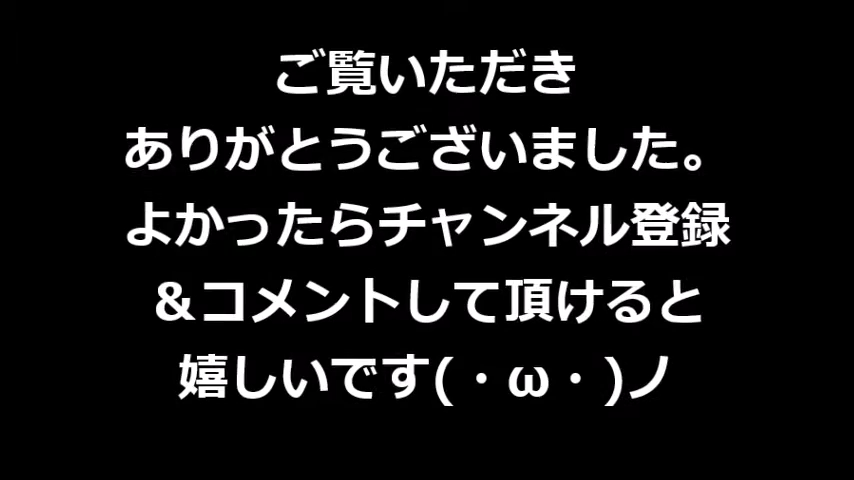 ご覧いただき
ありがとうございました。
よかったらチャンネル登録
＆コメントして頂けると
嬉しいです(・ω・)ノ